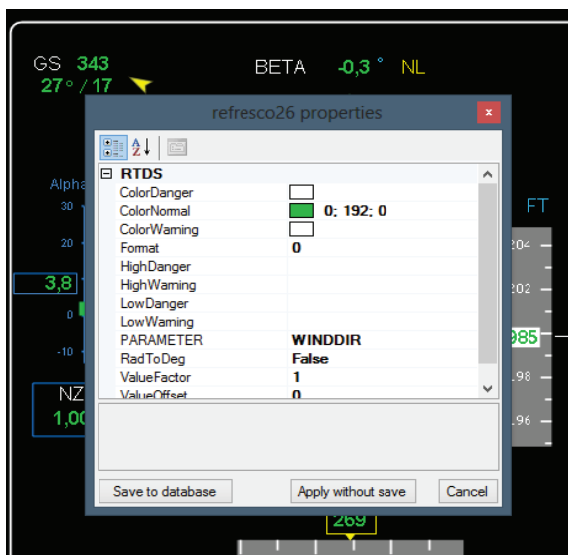 GS 343
27° / 17
BETA -0,3 ° NL
refresco26 properties
x
RTDS
ColorDanger
ColorNormal 0; 192; 0
ColorWarning
Format 0
HighDanger
HighWarning
LowDanger
LowWarning
PARAMETER WINDDIR
RadToDeg False
ValueFactor 1
ValueOffset 0
Save to database Apply without save Cancel
Alpha
30
20
3,8
0
-10
NZ
1,00
FT
204
202
985
198
196
269